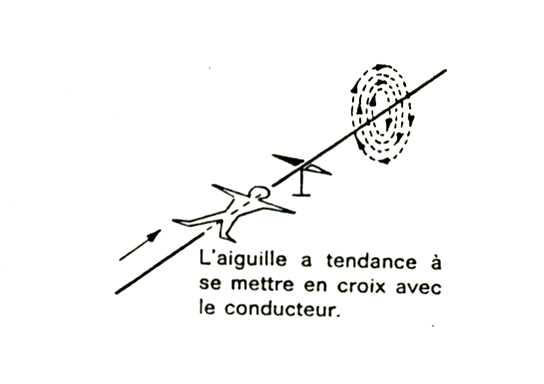 L'aiguille a tendance à
se mettre en croix avec
le conducteur.